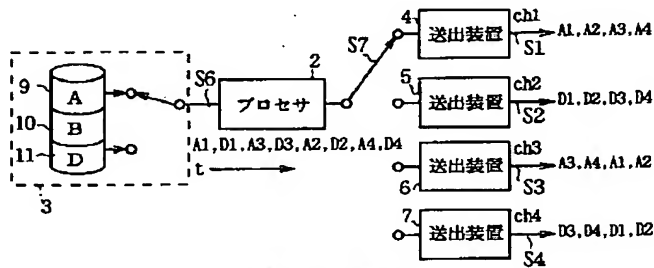 9
A
10
B
11
D
3
S6
2
プロセサ
S7
A1,D1,A3,D3,A2,D2,A4,D4
t
4
送出装置
ch1
S1
A1,A2,A3,A4
5
送出装置
ch2
S2
D1,D2,D3,D4
6
送出装置
ch3
S3
A3,A4,A1,A2
7
送出装置
ch4
S4
D3,D4,D1,D2